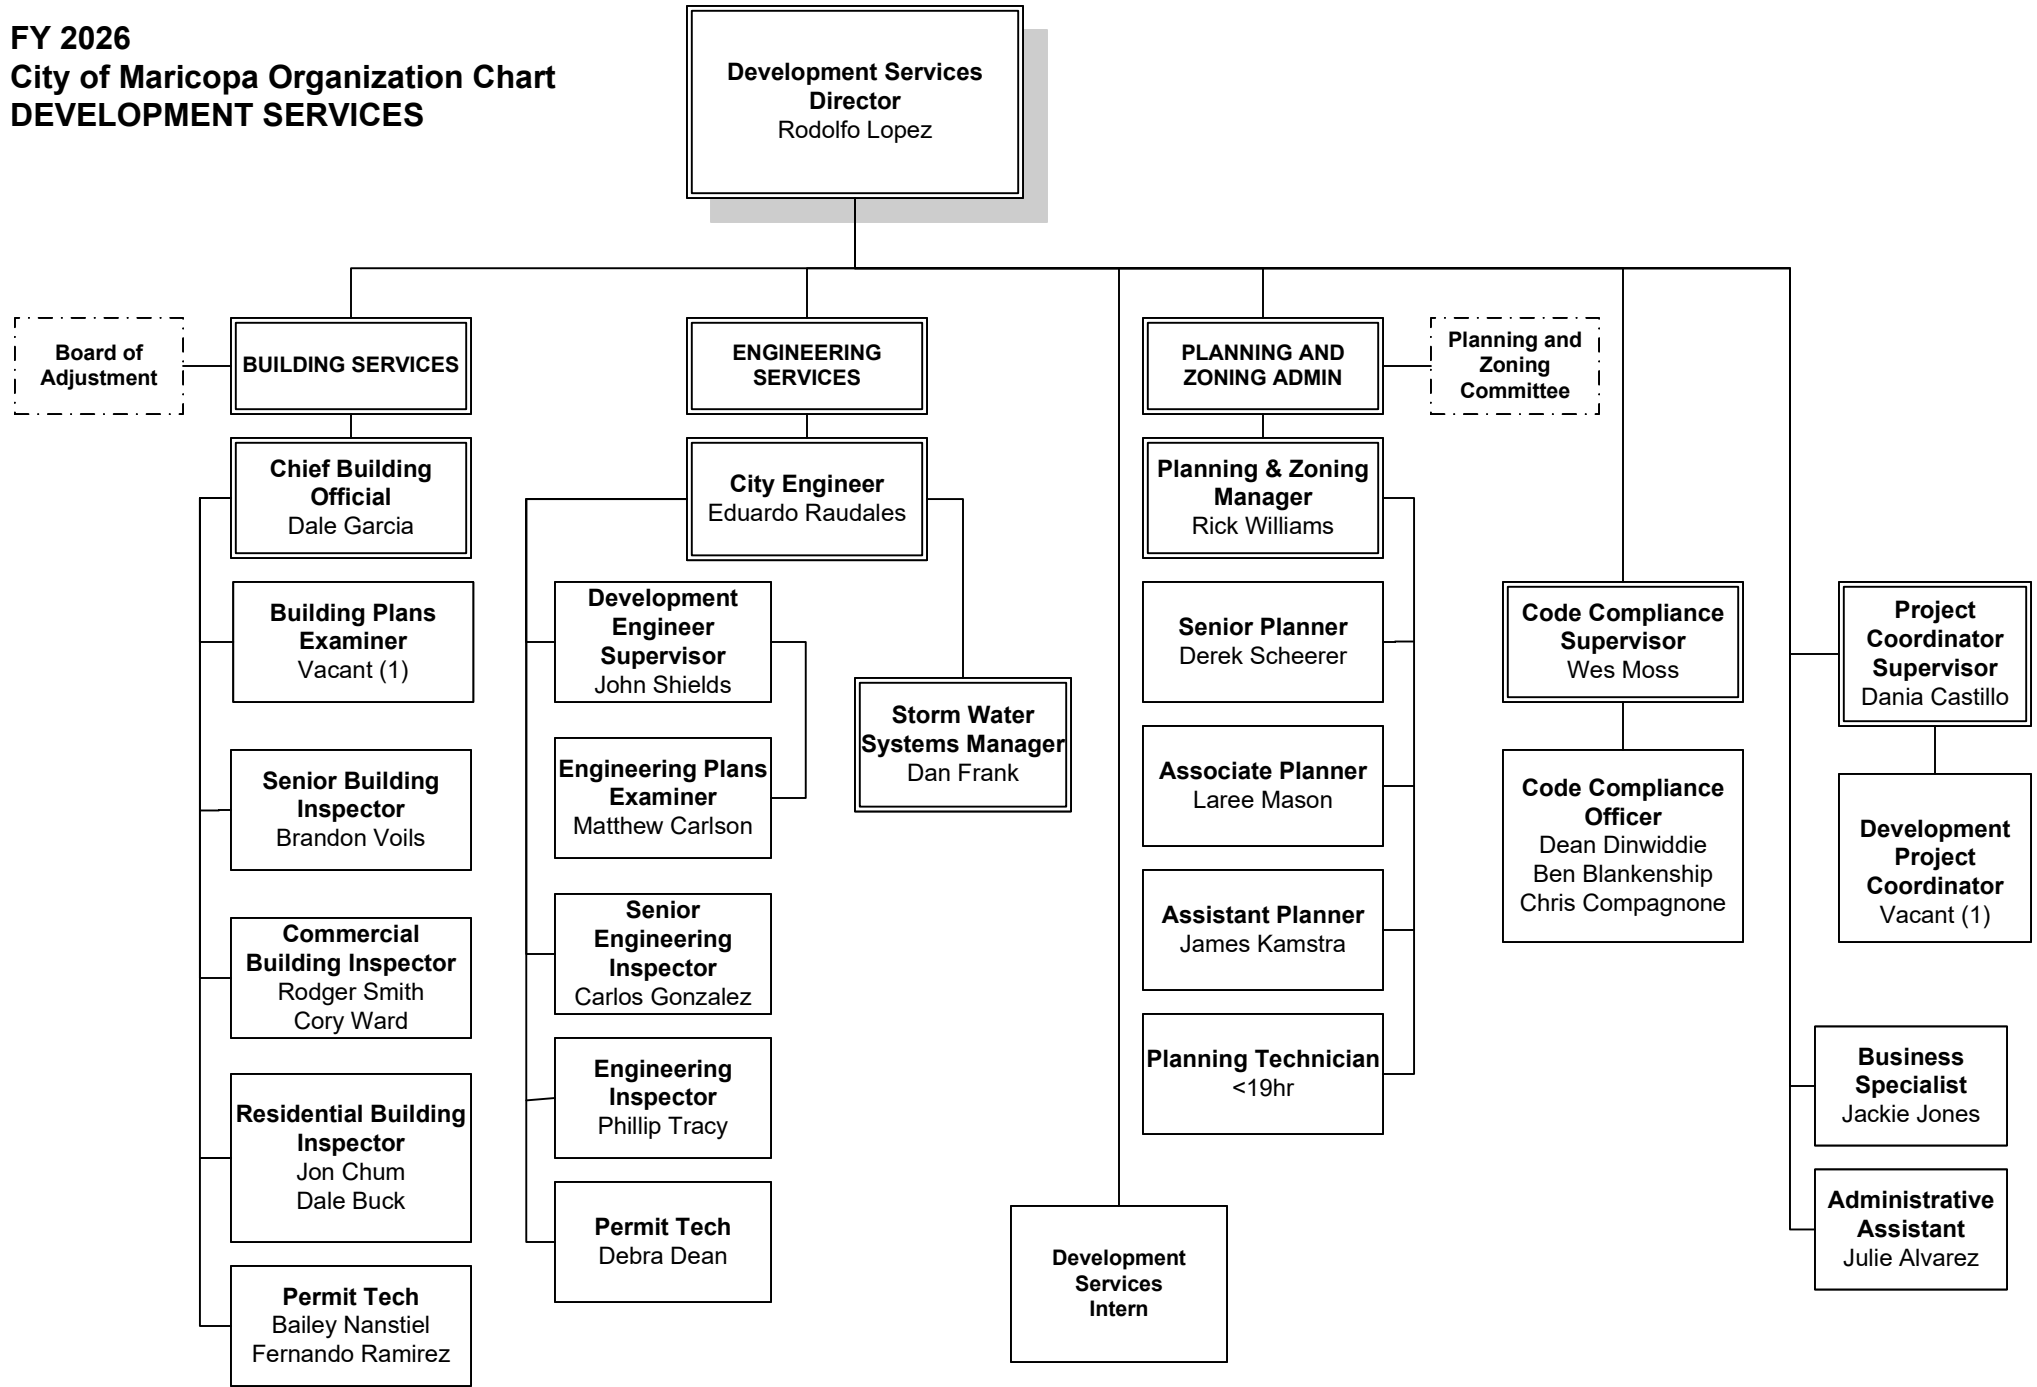 FY 2026
City of Maricopa Organization Chart
DEVELOPMENT SERVICES
Development Services
Director
Rodolfo Lopez
Board of
Adjustment
BUILDING SERVICES
ENGINEERING
SERVICES
PLANNING AND
ZONING ADMIN
Planning and
Zoning
Committee
Chief Building
Official
Dale Garcia
Building Plans
Examiner
Vacant (1)
Senior Building
Inspector
Brandon Voils
Commercial
Building Inspector
Rodger Smith
Cory Ward
Residential Building
Inspector
Jon Chum
Dale Buck
Permit Tech
Bailey Nanstiel
Fernando Ramirez
City Engineer
Eduardo Raudales
Development
Engineer
Supervisor
John Shields
Engineering Plans
Examiner
Matthew Carlson
Senior
Engineering
Inspector
Carlos Gonzalez
Engineering
Inspector
Phillip Tracy
Permit Tech
Debra Dean
Storm Water
Systems Manager
Dan Frank
Development
Services
Intern
Planning & Zoning
Manager
Rick Williams
Senior Planner
Derek Scheerer
Associate Planner
Laree Mason
Assistant Planner
James Kamstra
Planning Technician
<19hr
Code Compliance
Supervisor
Wes Moss
Code Compliance
Officer
Dean Dinwiddie
Ben Blankenship
Chris Compagnone
Project
Coordinator
Supervisor
Dania Castillo
Development
Project
Coordinator
Vacant (1)
Business
Specialist
Jackie Jones
Administrative
Assistant
Julie Alvarez